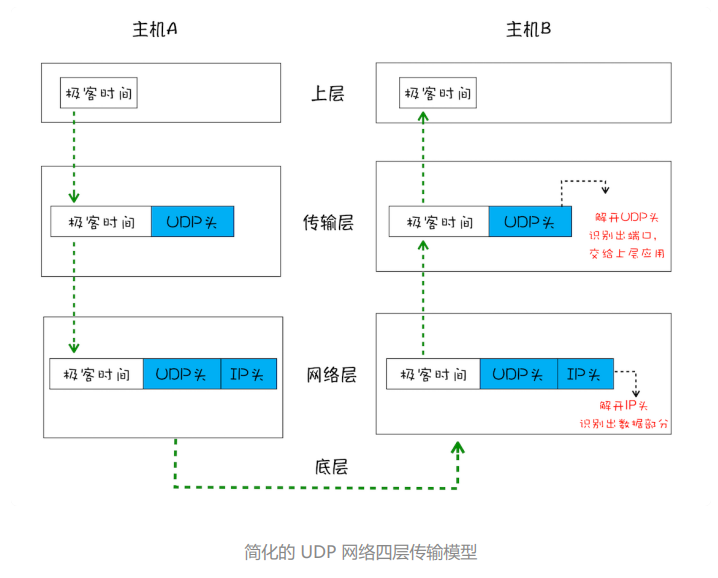 主机A
主机B
极客时间
上层
极客时间
极客时间
UDP头
传输层
极客时间
UDP头
解开UDP头
识别出端口,
交给上层应用
极客时间
UDP头
IP头
网络层
极客时间
UDP头
IP头
解开IP头
识别出数据部分
底层
简化的 UDP 网络四层传输模型